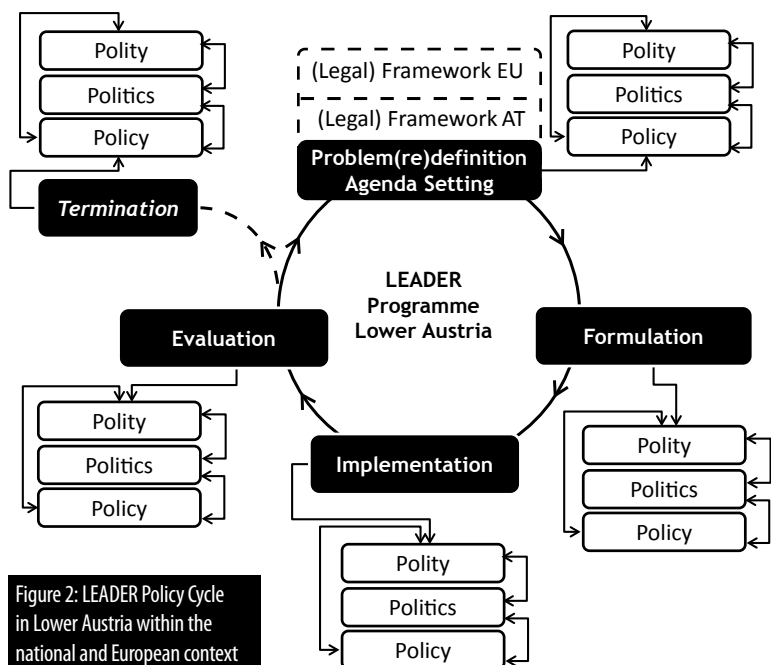 Polity
Politics
Policy
Termination
(Legal) Framework EU
(Legal) Framework AT
Problem(re)definition
Agenda Setting
Polity
Politics
Policy
LEADER
Programme
Lower Austria
Evaluation
Formulation
Polity
Politics
Policy
Implementation
Polity
Politics
Policy
Polity
Politics
Policy
Figure 2: LEADER Policy Cycle
in Lower Austria within the
national and European context